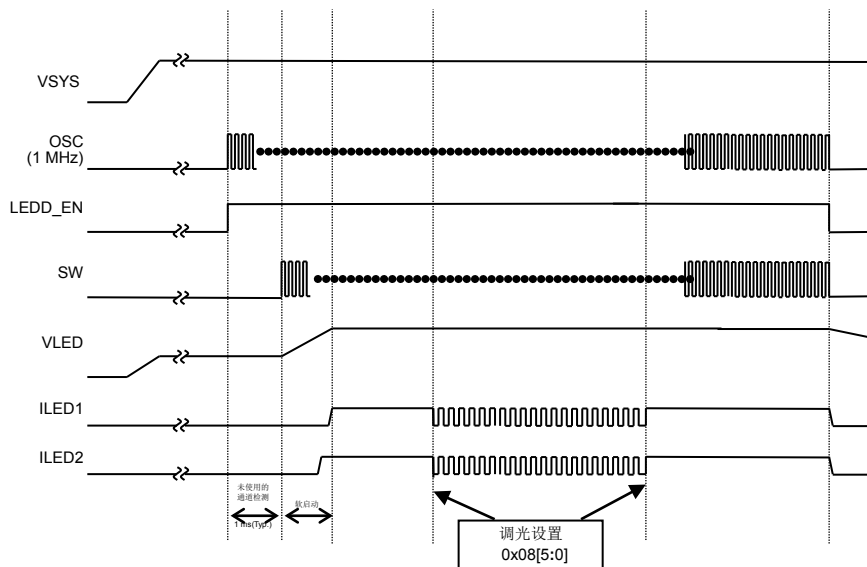 VSYS
OSC
(1 MHz)
LEDD_EN
SW
VLED
ILED1
ILED2
未使用的
通道检测
1 ms(Typ.)
软启动
调光设置
0x08[5:0]